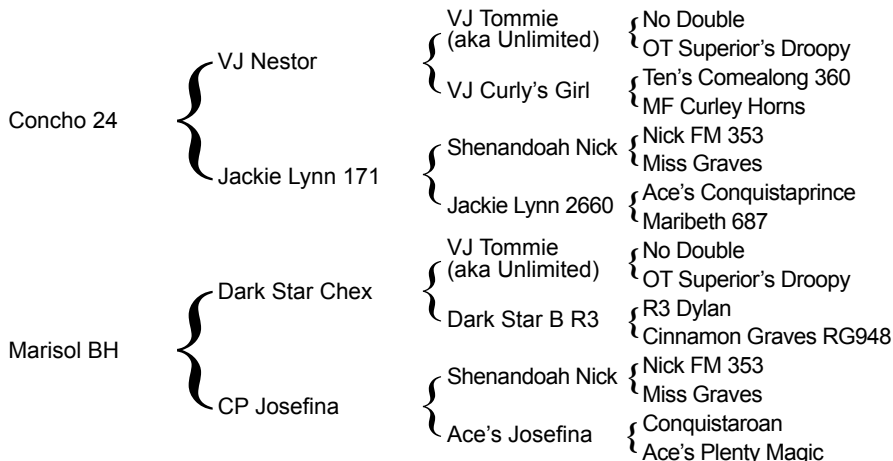 Concho 24
VJ Nestor
VJ Tommie
(aka Unlimited)
No Double
OT Superior’s Droopy
VJ Curly’s Girl
Ten’s Comealong 360
MF Curley Horns
Jackie Lynn 171
Shenandoah Nick
Nick FM 353
Miss Graves
Jackie Lynn 2660
Ace’s Conquistaprince
Maribeth 687
Marisol BH
Dark Star Chex
VJ Tommie
(aka Unlimited)
No Double
OT Superior’s Droopy
Dark Star B R3
R3 Dylan
Cinnamon Graves RG948
CP Josefina
Shenandoah Nick
Nick FM 353
Miss Graves
Ace’s Josefina
Conquistaroan
Ace’s Plenty Magic